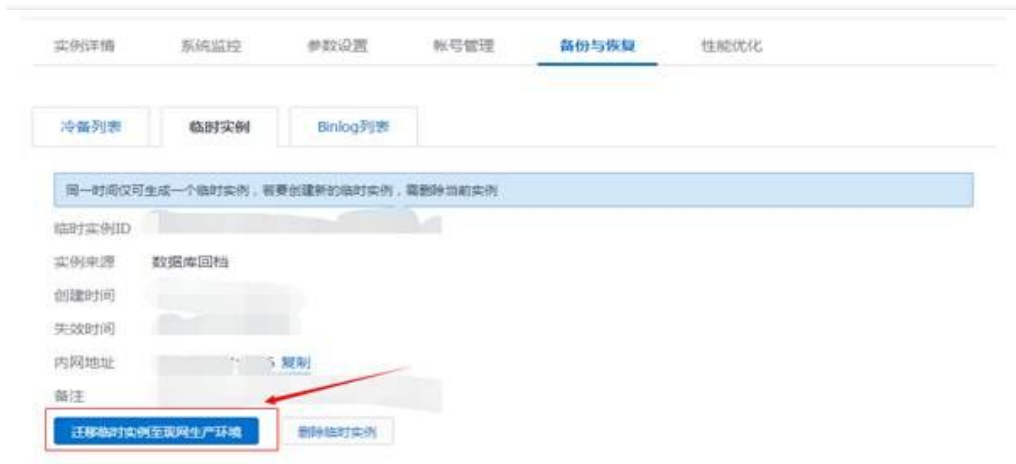 实例详情 系统监控 参数设置 帐号管理 备份与恢复 性能优化
冷备列表 临时实例 Binlog列表
同一时间仅可生成一个临时实例，若要创建新的临时实例，需删除当前实例
临时实例ID
实例来源 数据库回档
创建时间
失效时间
内网地址 5 复制
备注
迁移临时实例至现网生产环境 删除临时实例